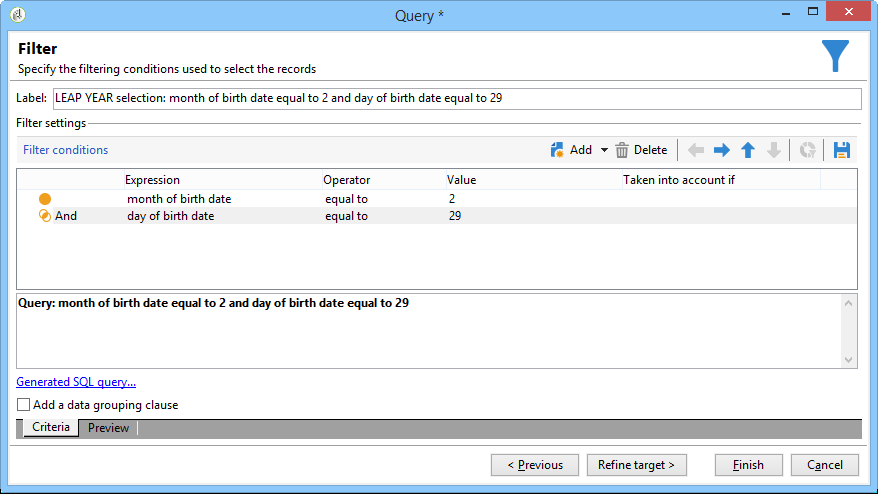 Query *
Filter
Specify the filtering conditions used to select the records
Label: LEAP YEAR selection: month of birth date equal to 2 and day of birth date equal to 29
Filter settings
Filter conditions Add Delete
Expression Operator Value Taken into account if
month of birth date equal to 2
And day of birth date equal to 29
Query: month of birth date equal to 2 and day of birth date equal to 29
Generated SQL query...
Add a data grouping clause
Criteria Preview
< Previous Refine target > Finish Cancel